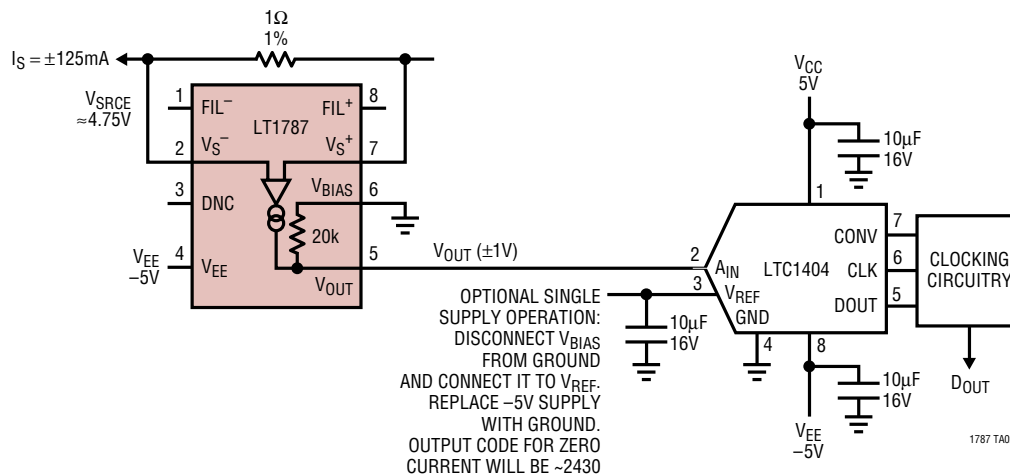 1Ω
1%
I_S = ±125mA
V_SRCE
≈4.75V
1
FIL⁻
FIL⁺
8
LT1787
2
V_S⁻
V_S⁺
7
3
DNC
V_BIAS
6
20k
V_EE
–5V
4
V_EE
V_OUT
5
V_OUT (±1V)
V_CC
5V
10µF
16V
1
2
A_IN
LTC1404
CONV
7
CLK
6
DOUT
5
3
V_REF
GND
4
8
CLOCKING
CIRCUITRY
D_OUT
10µF
16V
10µF
16V
V_EE
–5V
OPTIONAL SINGLE
SUPPLY OPERATION:
DISCONNECT V_BIAS
FROM GROUND
AND CONNECT IT TO V_REF.
REPLACE –5V SUPPLY
WITH GROUND.
OUTPUT CODE FOR ZERO
CURRENT WILL BE ~2430
1787 TA0